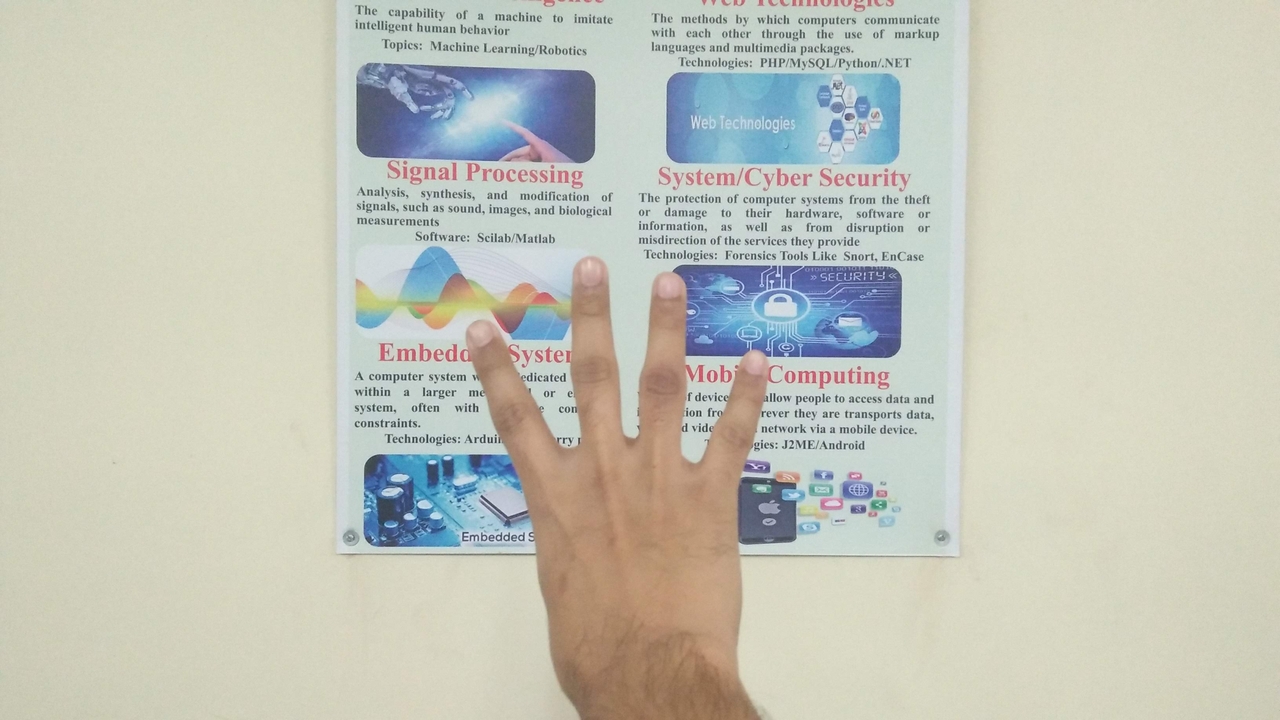 The capability of a machine to imitate
intelligent human behavior
Topics: Machine Learning/Robotics
Signal Processing
Analysis, synthesis, and modification of
signals, such as sound, images, and biological
measurements
Software: Scilab/Matlab
A computer system
within a larger
system, often with
constraints.
Technologies:
Embedded
Web Technologies
The methods by which computers communicate
with each other through the use of markup
languages and multimedia packages.
Technologies: PHP/MySQL/Python/.NET
Web Technologies
System/Cyber Security
The protection of computer systems from the theft
or damage to their hardware, software or
information, as well as from disruption or
misdirection of the services they provide
Technologies: Forensics Tools Like Snort, EnCase
SECURITY
Computing
allow people to access data and
they are transports data,
network via a mobile device.
J2ME/Android